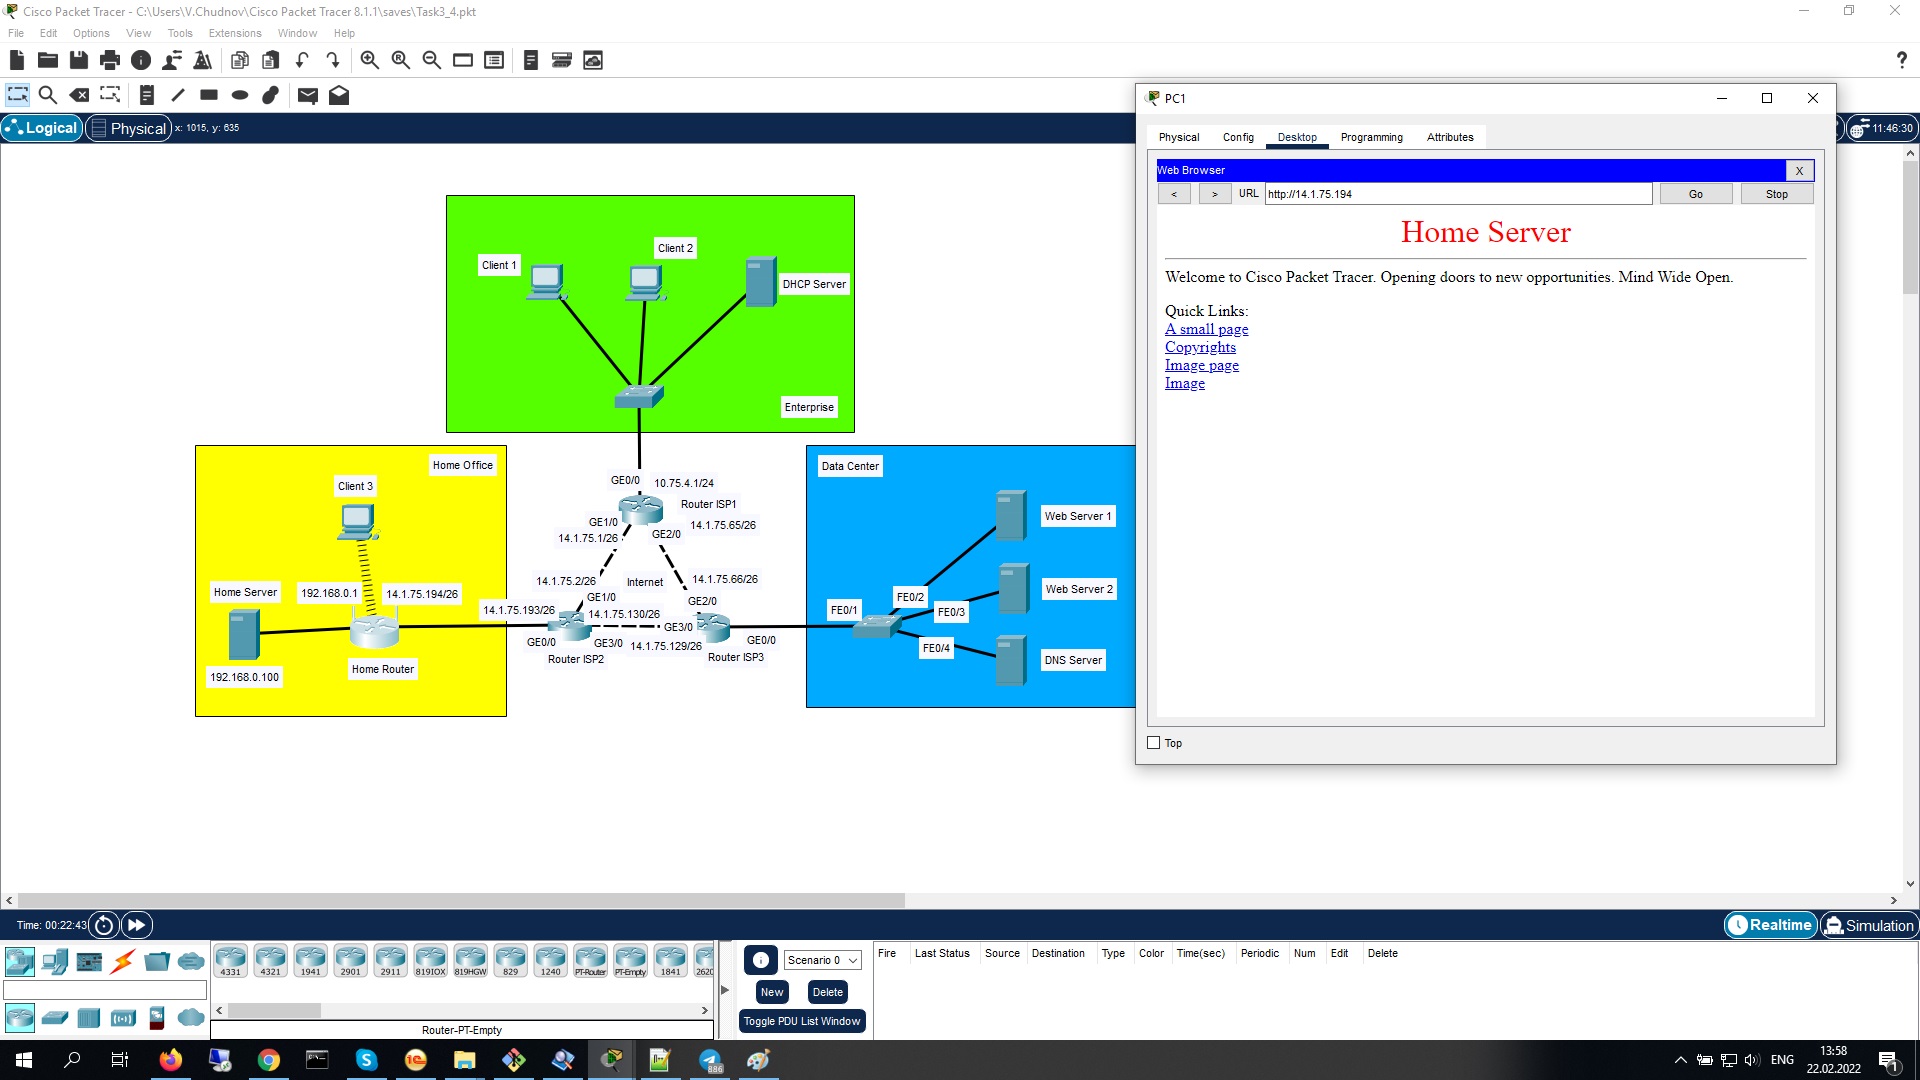 Cisco Packet Tracer - C:\Users\V.Chudnov\Cisco Packet Tracer 8.1.1\saves\Task3_4.pkt
File Edit Options View Tools Extensions Window Help
?
Logical Physical x: 1015, y: 635
11:46:30
PC1
Physical Config Desktop Programming Attributes
Web Browser X
< > URL http://14.1.75.194 Go Stop
Home Server
Welcome to Cisco Packet Tracer. Opening doors to new opportunities. Mind Wide Open.
Quick Links:
A small page
Copyrights
Image page
Image
Top
Client 2
Client 1
DHCP Server
Enterprise
Home Office
Client 3
Home Server
192.168.0.1
14.1.75.194/26
192.168.0.100
Home Router
GE0/0
10.75.4.1/24
Router ISP1
GE1/0
14.1.75.65/26
14.1.75.1/26
GE2/0
14.1.75.2/26
Internet
14.1.75.66/26
GE1/0
GE2/0
14.1.75.193/26
14.1.75.130/26
GE3/0
GE0/0
GE3/0
14.1.75.129/26
GE0/0
Router ISP2
Router ISP3
Data Center
Web Server 1
Web Server 2
DNS Server
FE0/1
FE0/2
FE0/3
FE0/4
Time: 00:22:43
Realtime Simulation
4331 4321 1941 2901 2911 819IOX 819HGW 829 1240 PT-Router PT-Empty 1841 2620
Router-PT-Empty
Scenario 0
New Delete
Toggle PDU List Window
Fire Last Status Source Destination Type Color Time(sec) Periodic Num Edit Delete
886
ENG
13:58
22.02.2022
1